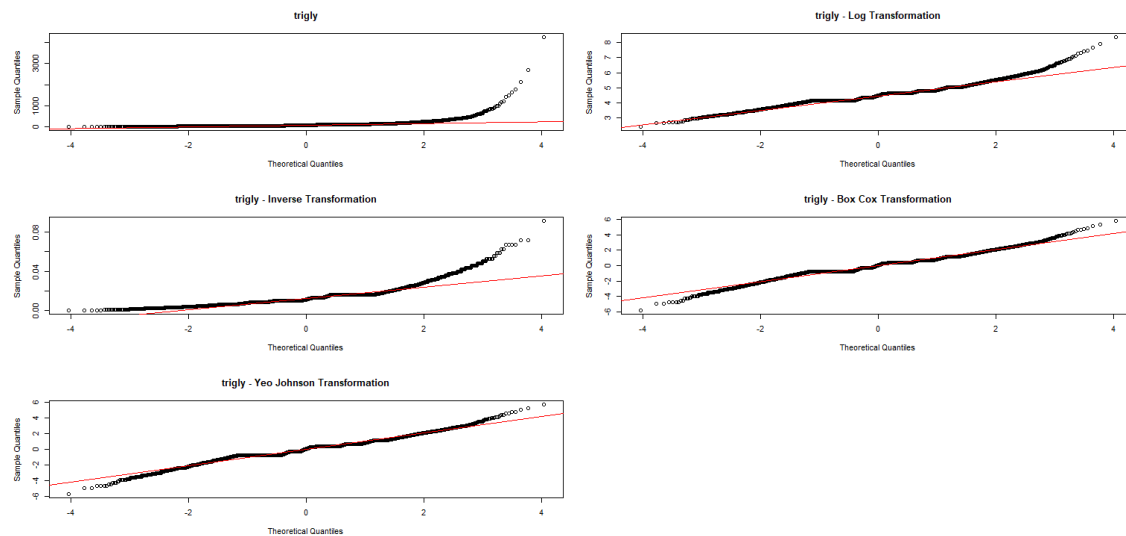 trigly
Sample Quantiles
0 1000 3000
-4 -2 0 2 4
Theoretical Quantiles
trigly - Log Transformation
Sample Quantiles
3 4 5 6 7 8
-4 -2 0 2 4
Theoretical Quantiles
trigly - Inverse Transformation
Sample Quantiles
0.00 0.04 0.08
-4 -2 0 2 4
Theoretical Quantiles
trigly - Box Cox Transformation
Sample Quantiles
-6 -4 -2 0 2 4 6
-4 -2 0 2 4
Theoretical Quantiles
trigly - Yeo Johnson Transformation
Sample Quantiles
-6 -4 -2 0 2 4 6
-4 -2 0 2 4
Theoretical Quantiles